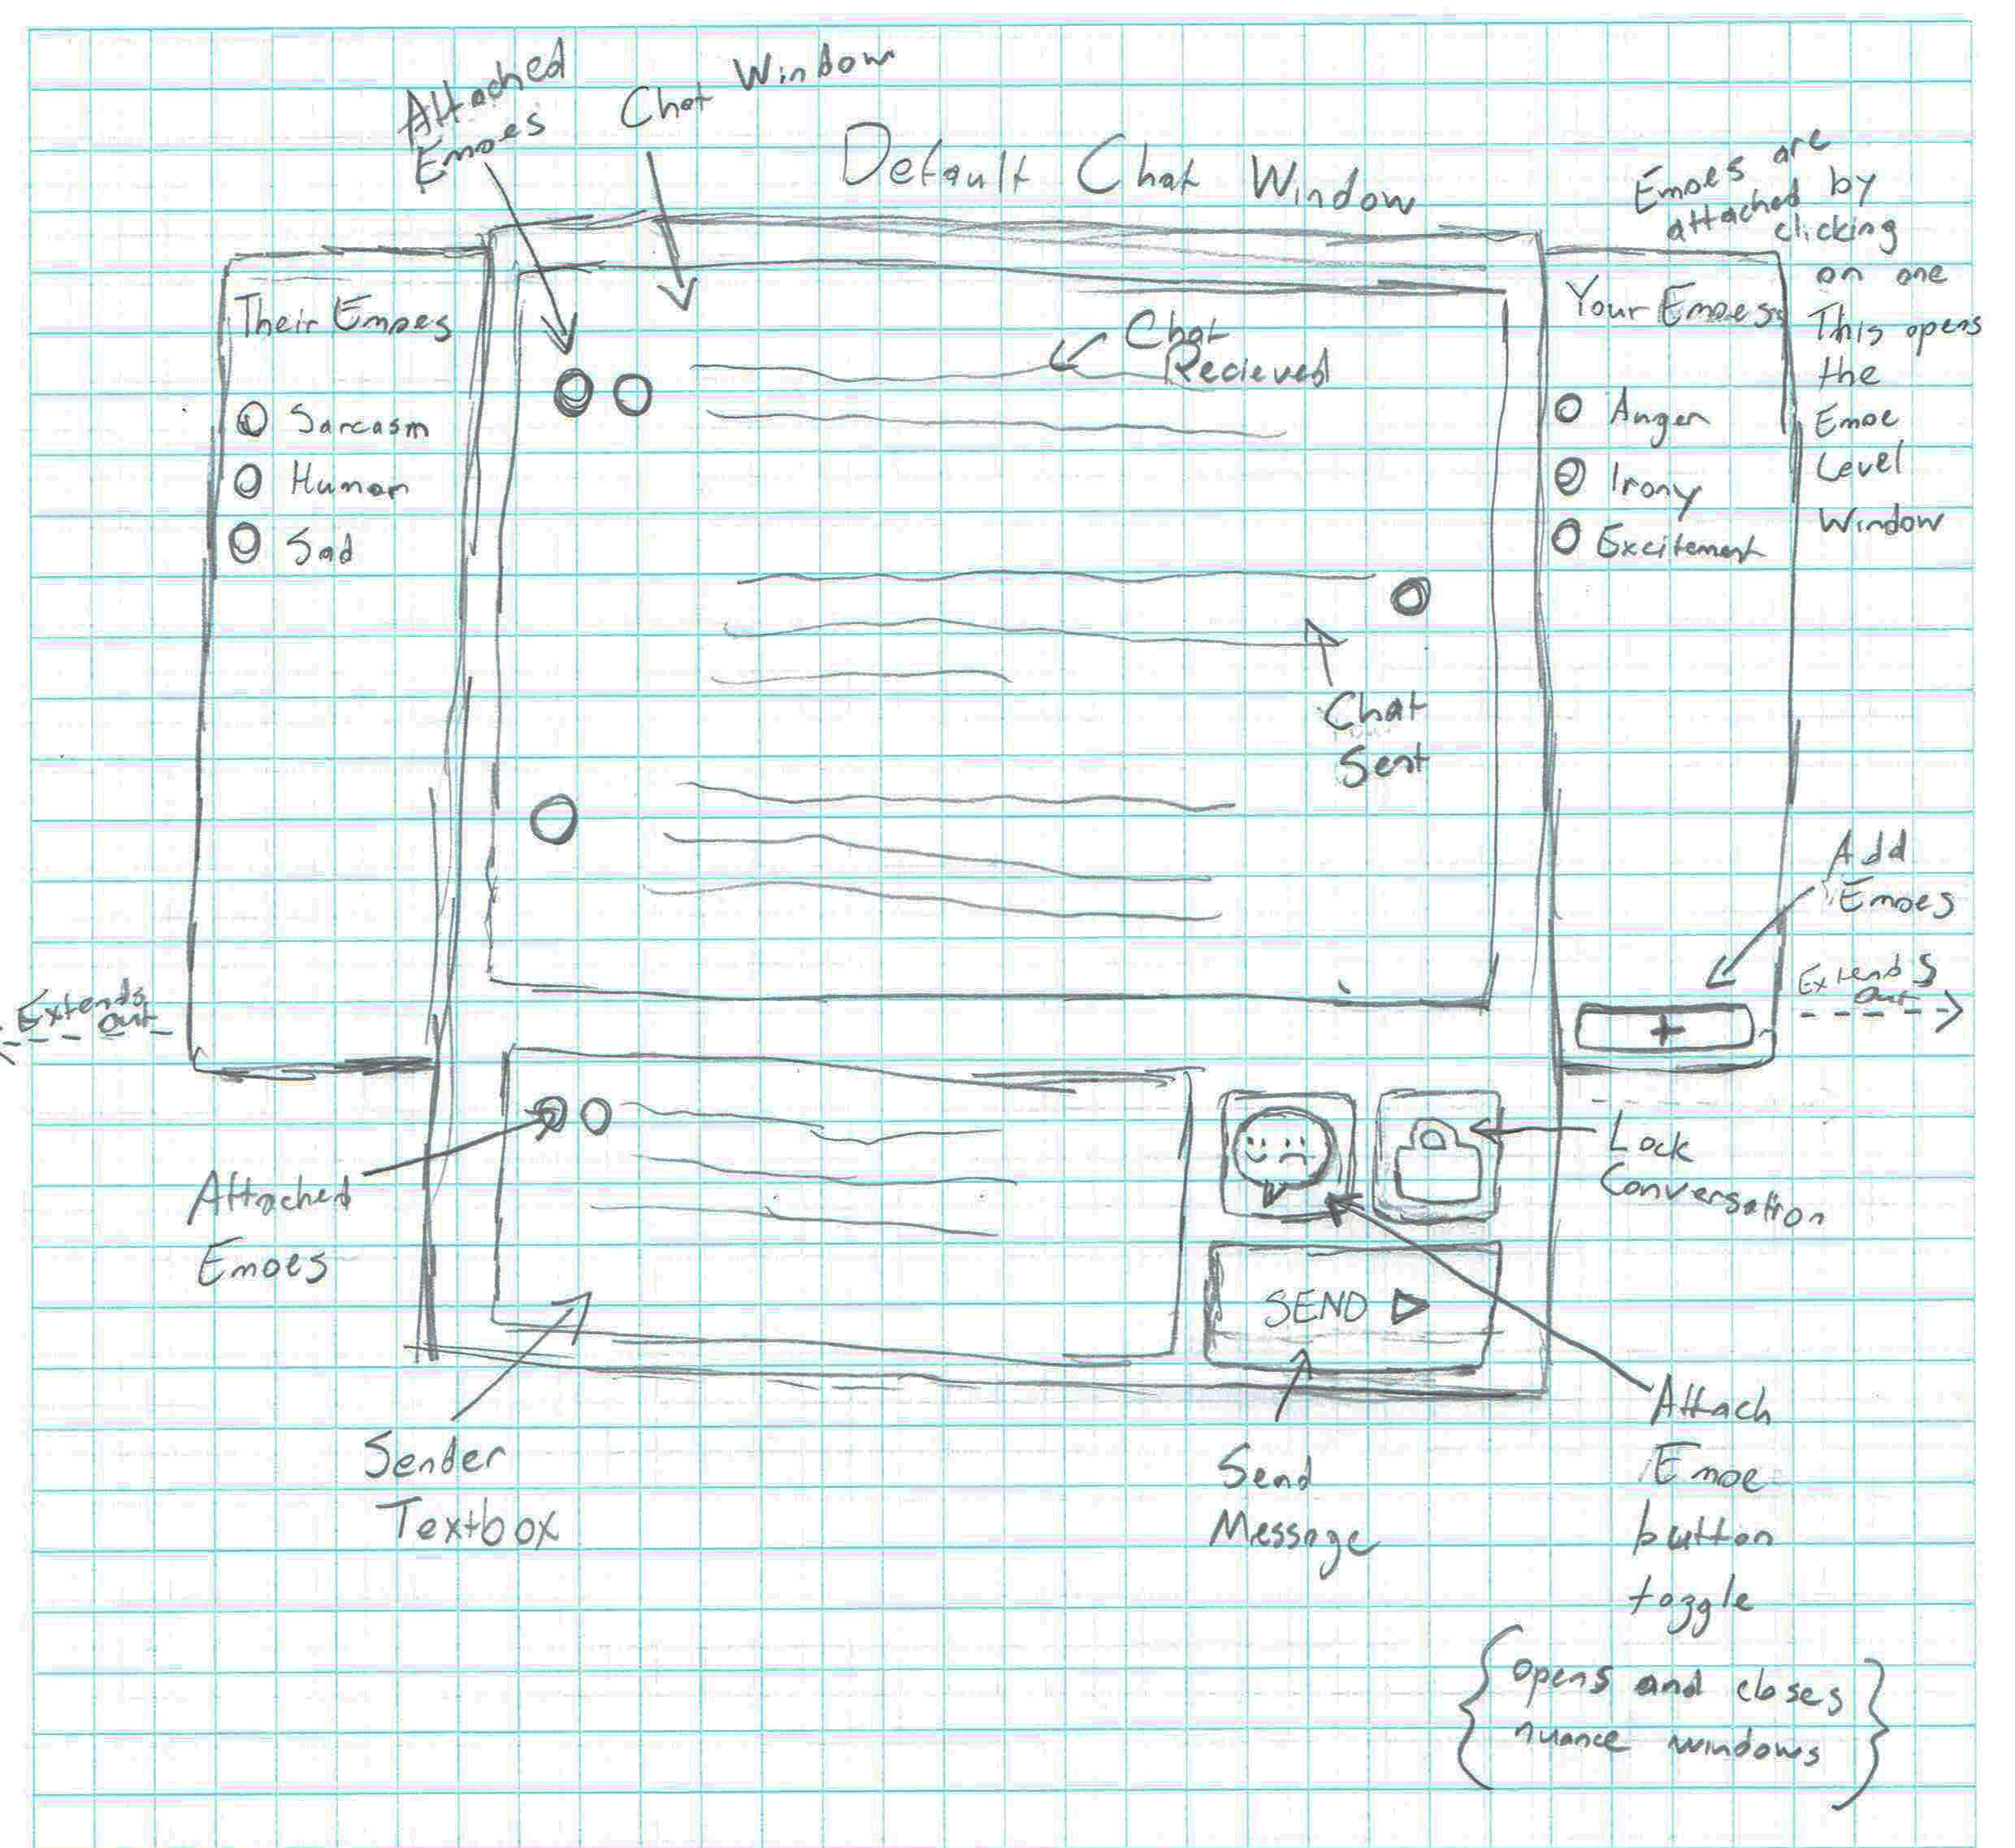 Attached
Emoes
Chat Window
Default Chat Window
Emoes are
attached by
clicking
on one
This opens
the
Emoe
Level
Window
Their Emoes
Sarcasm
Humor
Sad
Chat
Recieved
Your Emoes
Anger
Irony
Excitement
Chat
Sent
Add
Emoes
Extends
out
Extends
out
+
Attached
Emoes
Lock
Conversation
SEND
Sender
Textbox
Send
Message
Attach
Emoe
button
toggle
{ opens and closes
nuance windows }